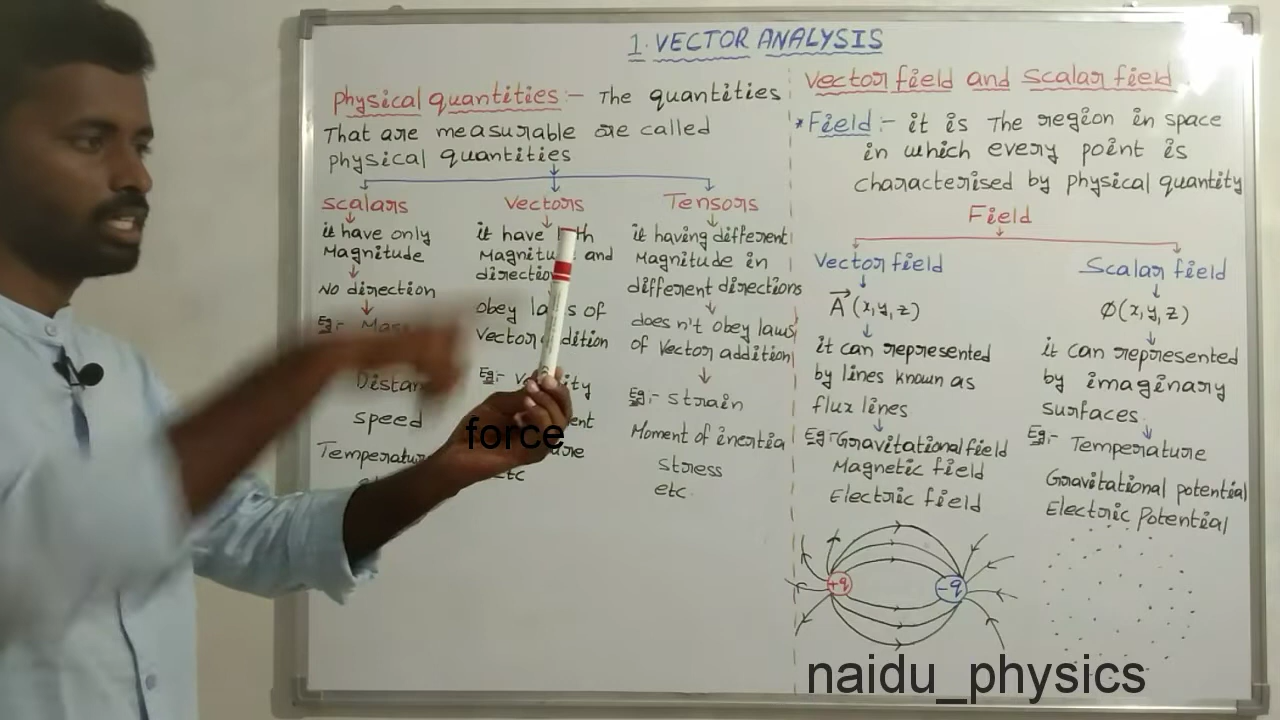 1. VECTOR ANALYSIS
Physical quantities :- The quantities
That are measurable are called
physical quantities
Scalars
it have only
Magnitude
No direction
Eg:-
speed
Vectors
it have
and
obey of
Eg:-
etc
force
Tensors
it having different
Magnitude in
different directions
does n't obey laws
of Vector addition
Eg:- strain
Moment of inertia
stress
etc.
Vector field and Scalar field
* Field :- it is The region in space
in which every point is
characterised by physical quantity
Field
Vector field
A (x,y,z)
it can represented
by lines known as
flux lines
Eg:- Gravitational field
Magnetic field
Electric field
+q
-q
Scalar field
φ(x,y,z)
it can represented
by imaginary
surfaces.
Eg:- Temperature
Gravitational potential
Electric Potential
naidu_physics